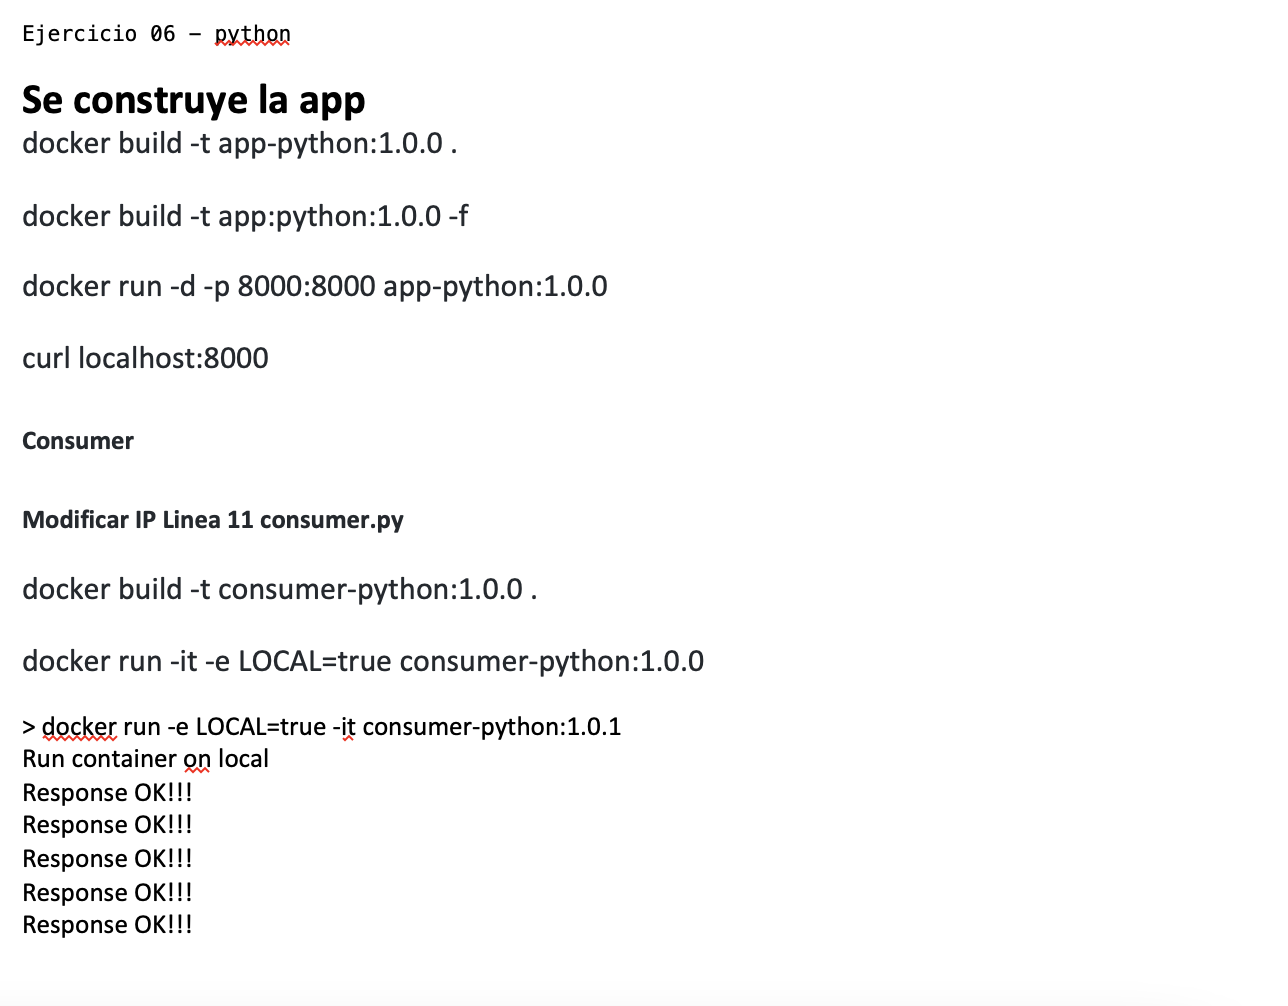 Ejercicio 06 – python
Se construye la app
docker build -t app-python:1.0.0 .
docker build -t app:python:1.0.0 -f
docker run -d -p 8000:8000 app-python:1.0.0
curl localhost:8000
Consumer
Modificar IP Linea 11 consumer.py
docker build -t consumer-python:1.0.0 .
docker run -it -e LOCAL=true consumer-python:1.0.0
> docker run -e LOCAL=true -it consumer-python:1.0.1
Run container on local
Response OK!!!
Response OK!!!
Response OK!!!
Response OK!!!
Response OK!!!